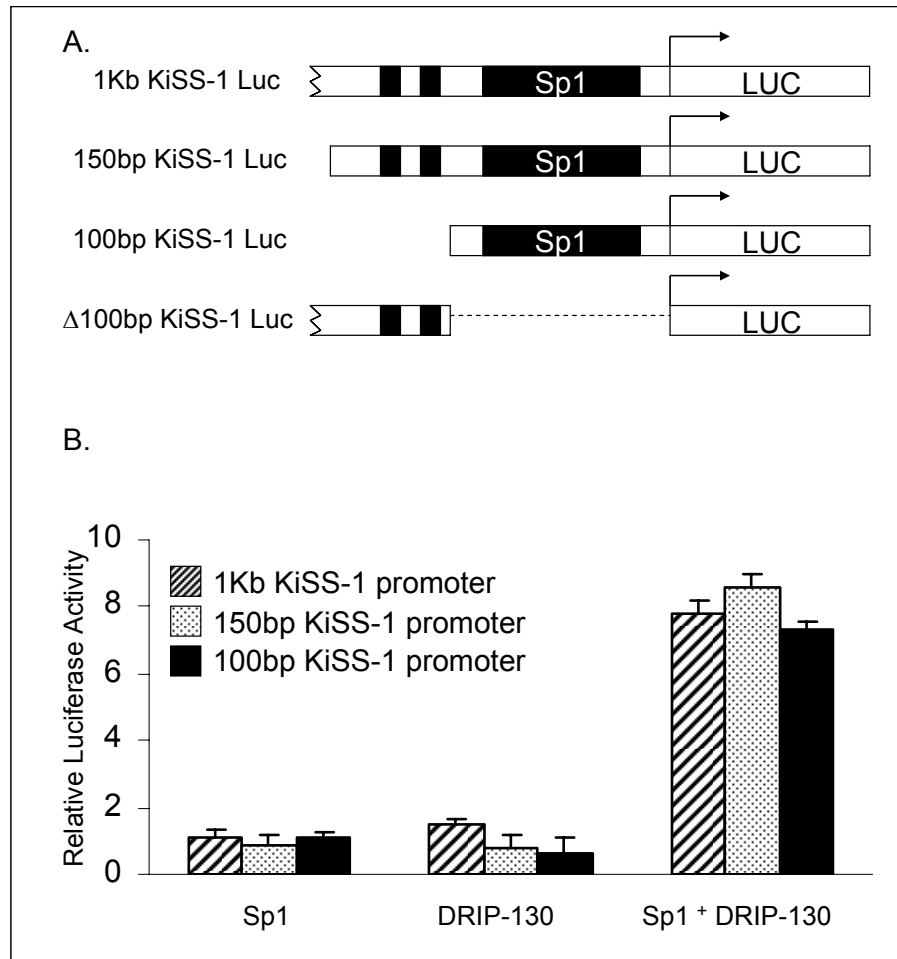 A.
1Kb KiSS-1 Luc
Sp1
LUC
150bp KiSS-1 Luc
Sp1
LUC
100bp KiSS-1 Luc
Sp1
LUC
Δ100bp KiSS-1 Luc
LUC
B.
Relative Luciferase Activity
10
8
6
4
2
0
1Kb KiSS-1 promoter
150bp KiSS-1 promoter
100bp KiSS-1 promoter
Sp1
DRIP-130
Sp1 + DRIP-130